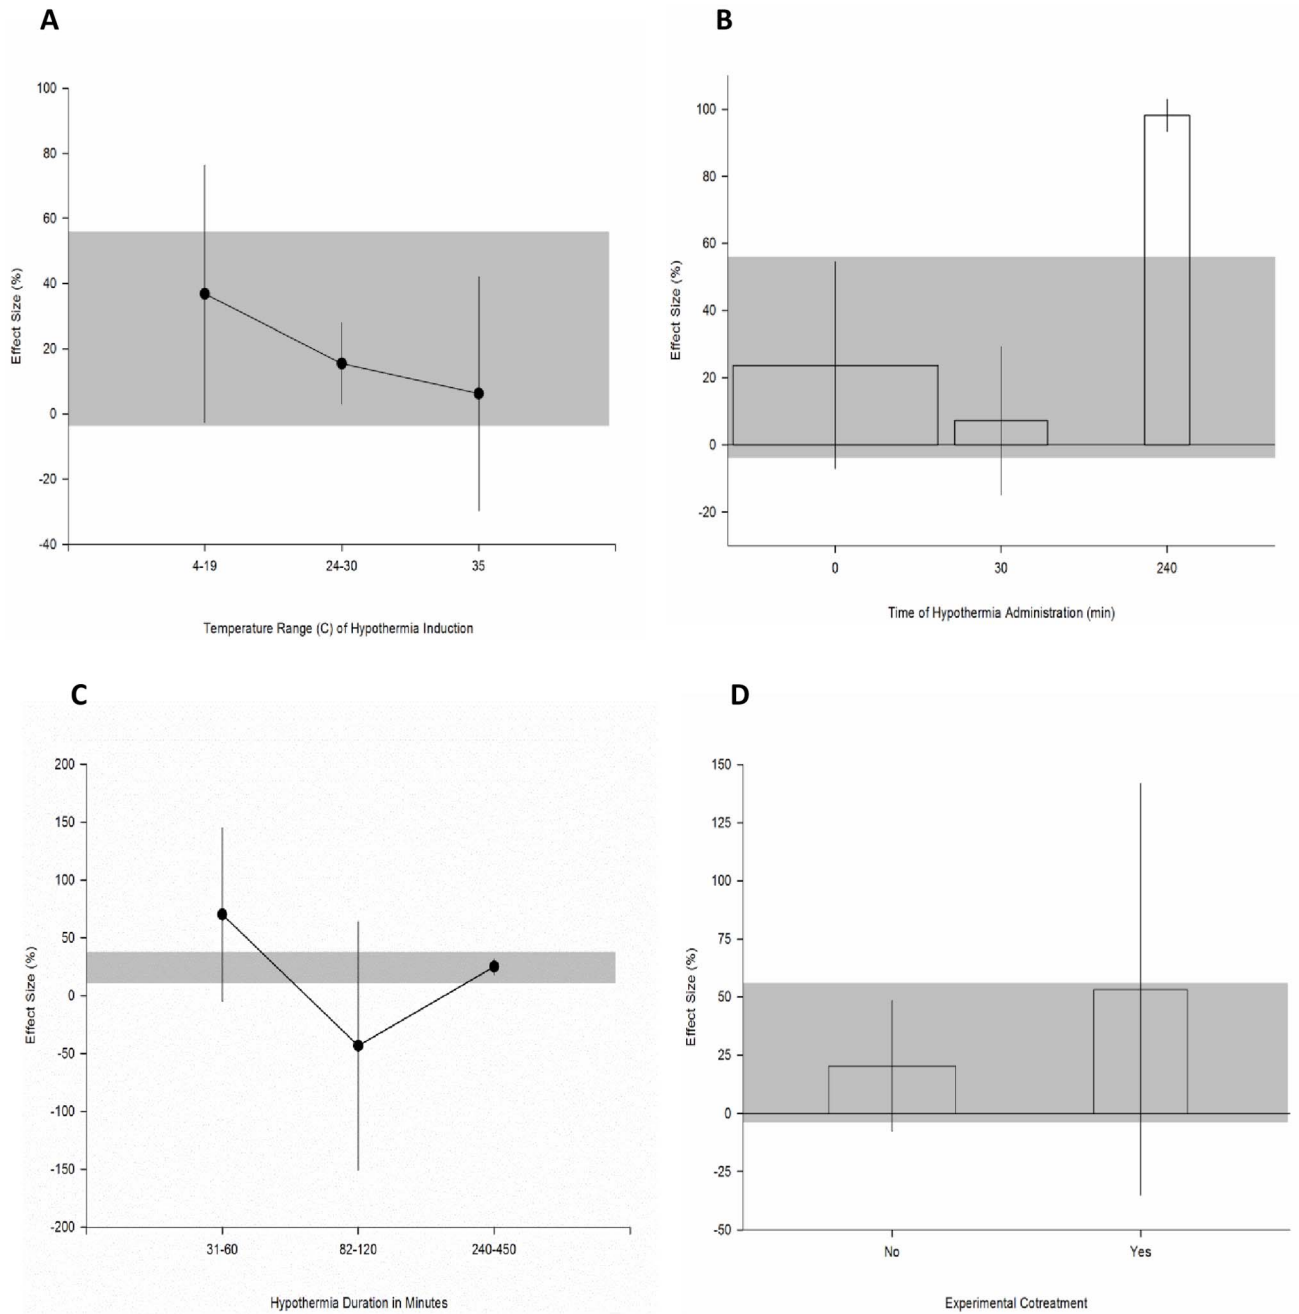 A
100
80
60
40
20
0
-20
-40
Effect Size (%)
4-19 24-30 35
Temperature Range (C) of Hypothermia Induction
B
100
80
60
40
20
0
-20
Effect Size (%)
0 30 240
Time of Hypothermia Administration (min)
C
200
150
100
50
0
-50
-100
-150
-200
Effect Size (%)
31-60 82-120 240-450
Hypothermia Duration in Minutes
D
150
125
100
75
50
25
0
-25
-50
Effect Size (%)
No Yes
Experimental Cotreatment